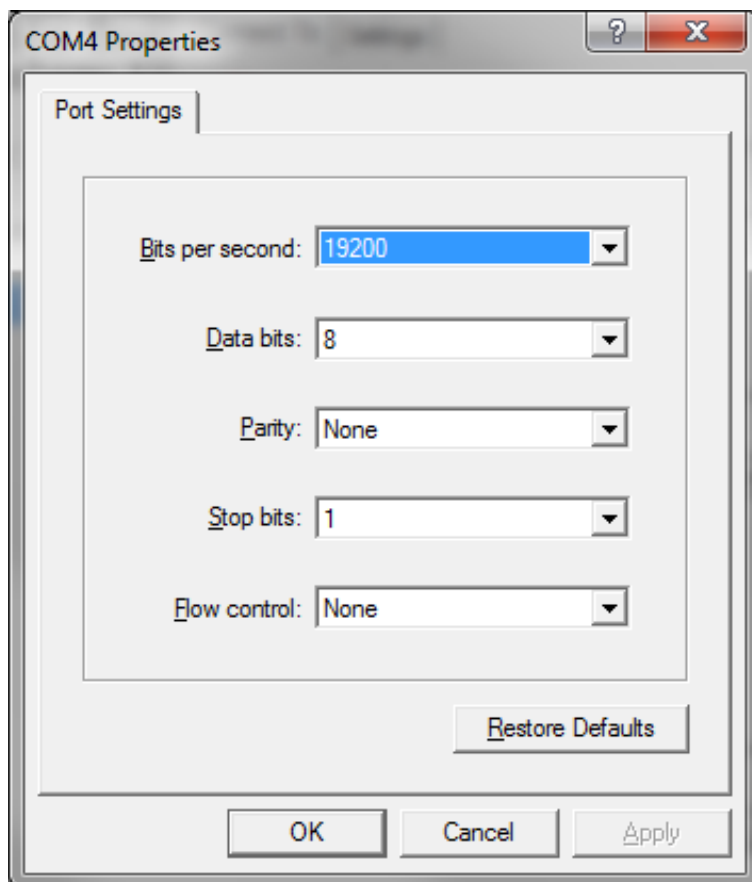 COM4 Properties
Port Settings
Bits per second: 19200
Data bits: 8
Parity: None
Stop bits: 1
Flow control: None
Restore Defaults
OK Cancel Apply